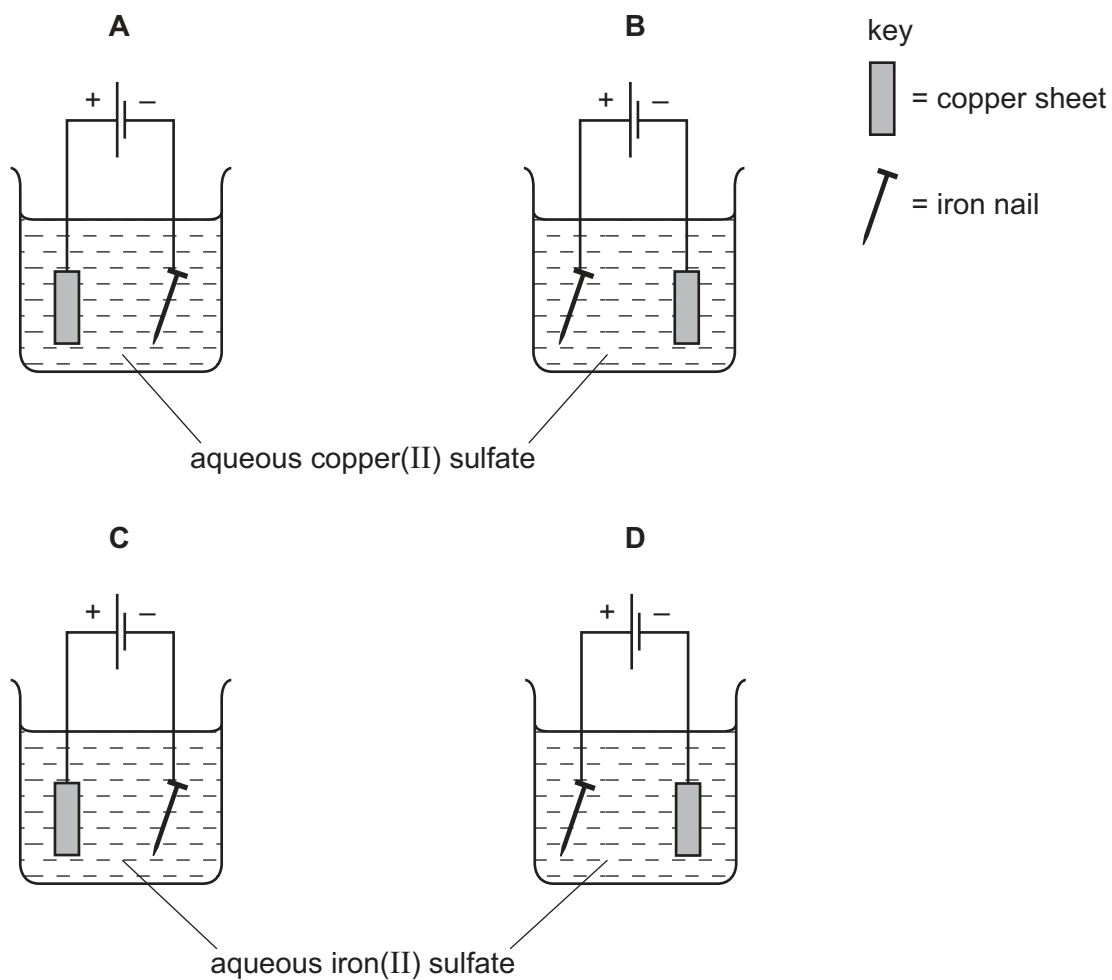 A
B
key
+ −
+ −
= copper sheet
= iron nail
aqueous copper(II) sulfate
C
D
+ −
+ −
aqueous iron(II) sulfate